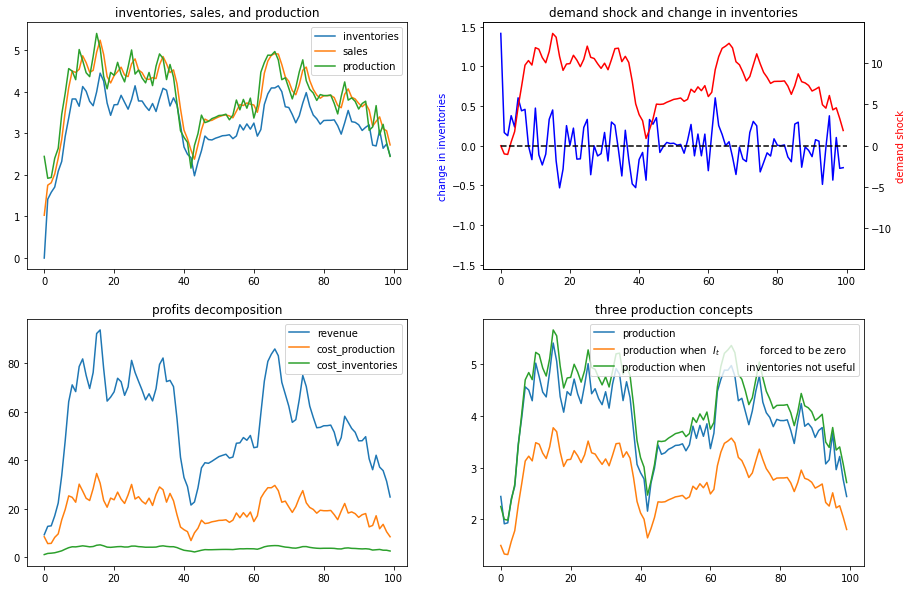 inventories, sales, and production
inventories
sales
production
5
4
3
2
1
0
0 20 40 60 80 100
demand shock and change in inventories
change in inventories
1.5
1.0
0.5
0.0
−0.5
−1.0
−1.5
10
5
0
−5
−10
demand shock
0 20 40 60 80 100
profits decomposition
revenue
cost_production
cost_inventories
80
60
40
20
0
0 20 40 60 80 100
three production concepts
production
production when I_t forced to be zero
production when inventories not useful
5
4
3
2
0 20 40 60 80 100